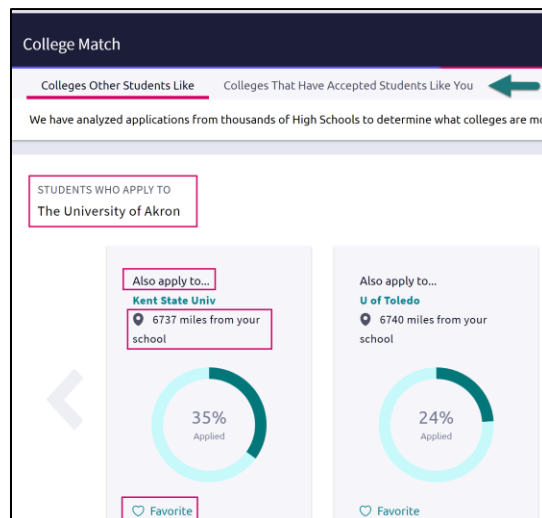 College Match
Colleges Other Students Like    Colleges That Have Accepted Students Like You
We have analyzed applications from thousands of High Schools to determine what colleges are mo
STUDENTS WHO APPLY TO
The University of Akron
Also apply to...
Kent State Univ
6737 miles from your
school
35%
Applied
Favorite
Also apply to...
U of Toledo
6740 miles from your
school
24%
Applied
Favorite